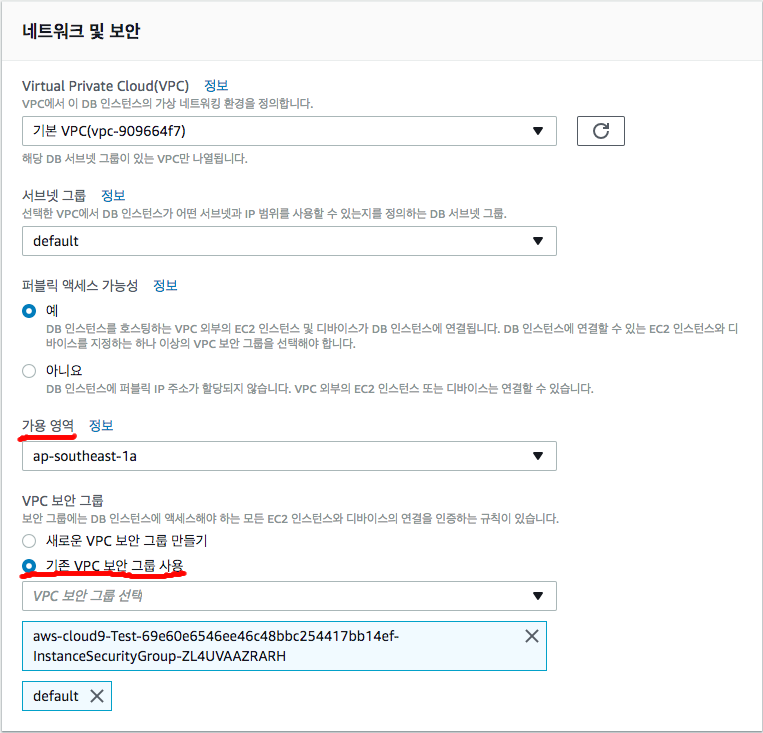 네트워크 및 보안
Virtual Private Cloud(VPC) 정보
VPC에서 이 DB 인스턴스의 가상 네트워킹 환경을 정의합니다.
기본 VPC(vpc-909664f7)
해당 DB 서브넷 그룹이 있는 VPC만 나열됩니다.
서브넷 그룹 정보
선택한 VPC에서 DB 인스턴스가 어떤 서브넷과 IP 범위를 사용할 수 있는지를 정의하는 DB 서브넷 그룹.
default
퍼블릭 액세스 가능성 정보
예
DB 인스턴스를 호스팅하는 VPC 외부의 EC2 인스턴스 및 디바이스가 DB 인스턴스에 연결됩니다. DB 인스턴스에 연결할 수 있는 EC2 인스턴스와 디
바이스를 지정하는 하나 이상의 VPC 보안 그룹을 선택해야 합니다.
아니요
DB 인스턴스에 퍼블릭 IP 주소가 할당되지 않습니다. VPC 외부의 EC2 인스턴스 또는 디바이스는 연결할 수 없습니다.
가용 영역 정보
ap-southeast-1a
VPC 보안 그룹
보안 그룹에는 DB 인스턴스에 액세스해야 하는 모든 EC2 인스턴스와 디바이스의 연결을 인증하는 규칙이 있습니다.
새로운 VPC 보안 그룹 만들기
기존 VPC 보안 그룹 사용
VPC 보안 그룹 선택
aws-cloud9-Test-69e60e6546ee46c48bbc254417bb14ef-
InstanceSecurityGroup-ZL4UVAAZRARH
default